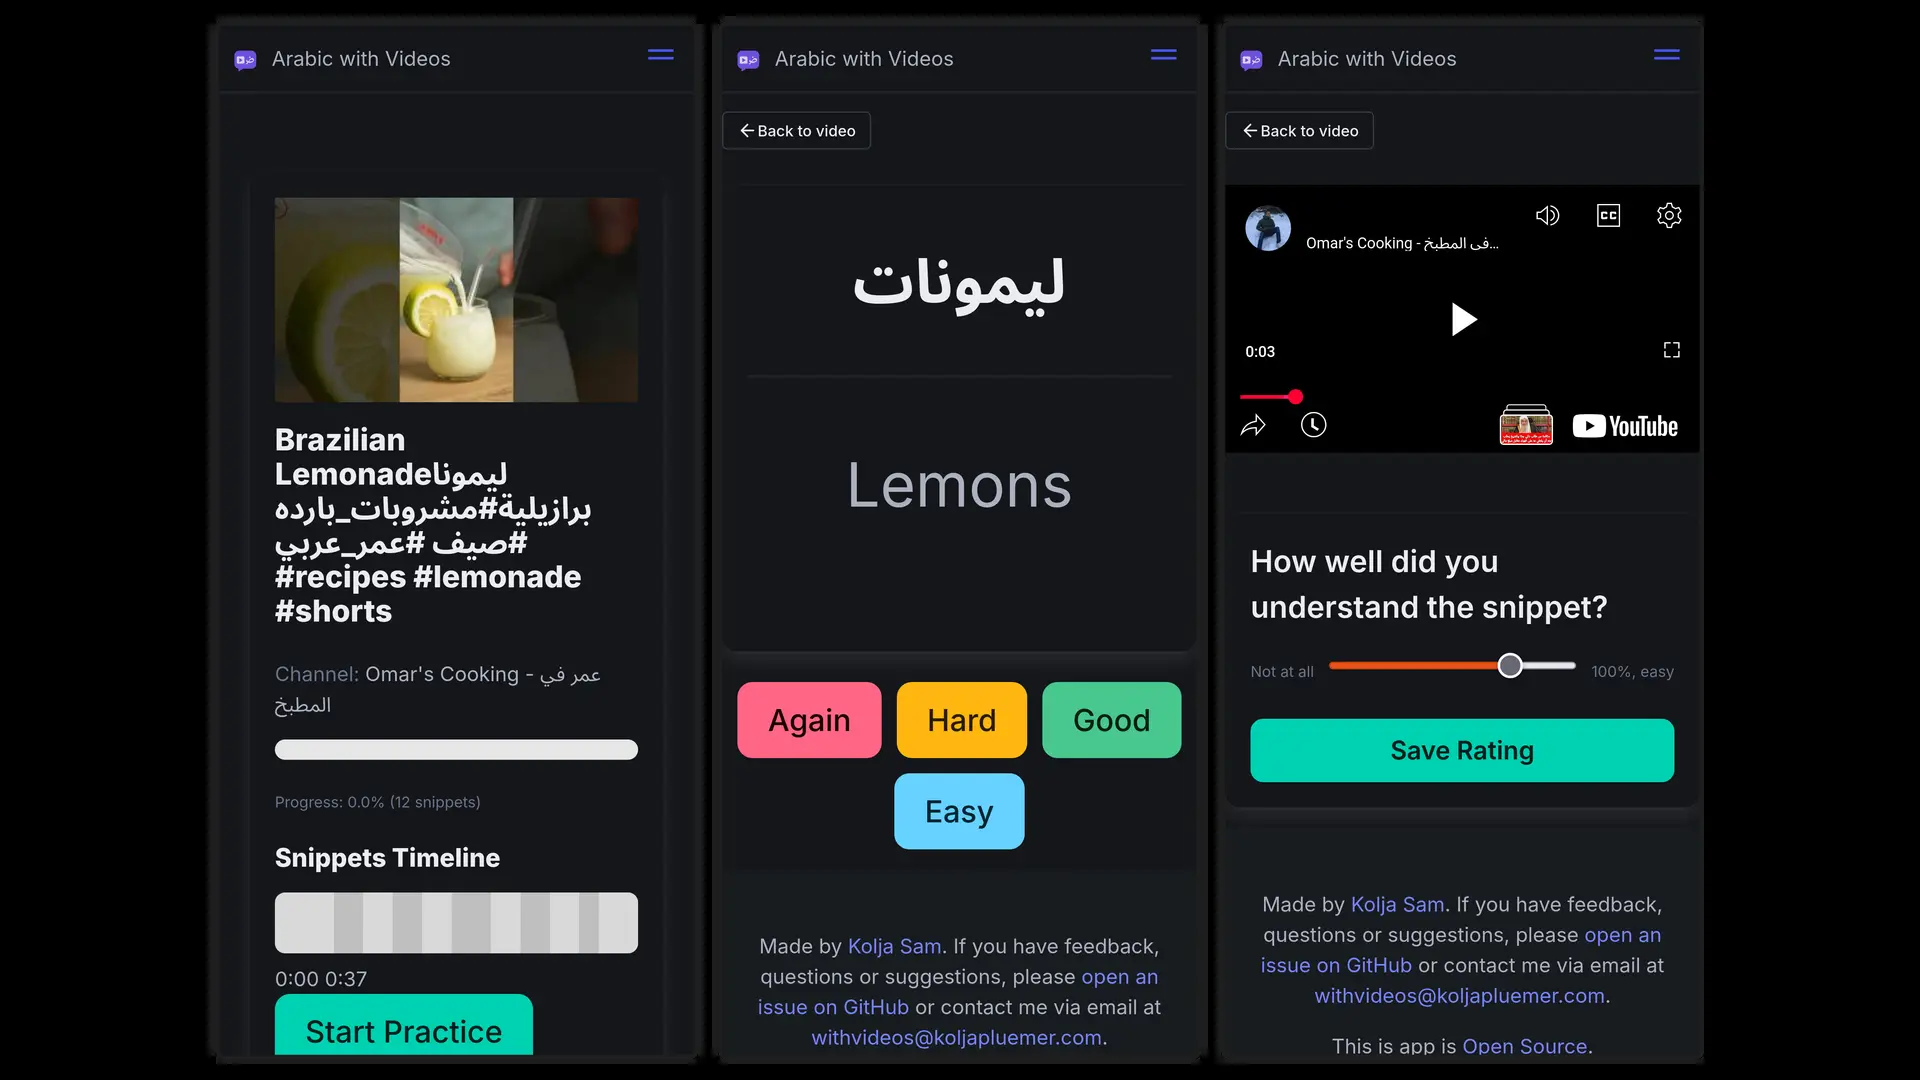 Arabic with Videos
Brazilian
Lemonadeليمونا
برازيلية#مشروبات_بارده
#صيف #عمر_عربي
#recipes #lemonade
#shorts
Channel: Omar's Cooking - عمر في
المطبخ
Progress: 0.0% (12 snippets)
Snippets Timeline
0:00 0:37
Start Practice
Arabic with Videos
Back to video
ليمونات
Lemons
Again
Hard
Good
Easy
Made by Kolja Sam. If you have feedback,
questions or suggestions, please open an
issue on GitHub or contact me via email at
withvideos@koljapluemer.com.
Arabic with Videos
Back to video
CC
Omar's Cooking - فى المطبخ...
0:03
YouTube
How well did you
understand the snippet?
Not at all
100%, easy
Save Rating
Made by Kolja Sam. If you have feedback,
questions or suggestions, please open an
issue on GitHub or contact me via email at
withvideos@koljapluemer.com.
This is app is Open Source.